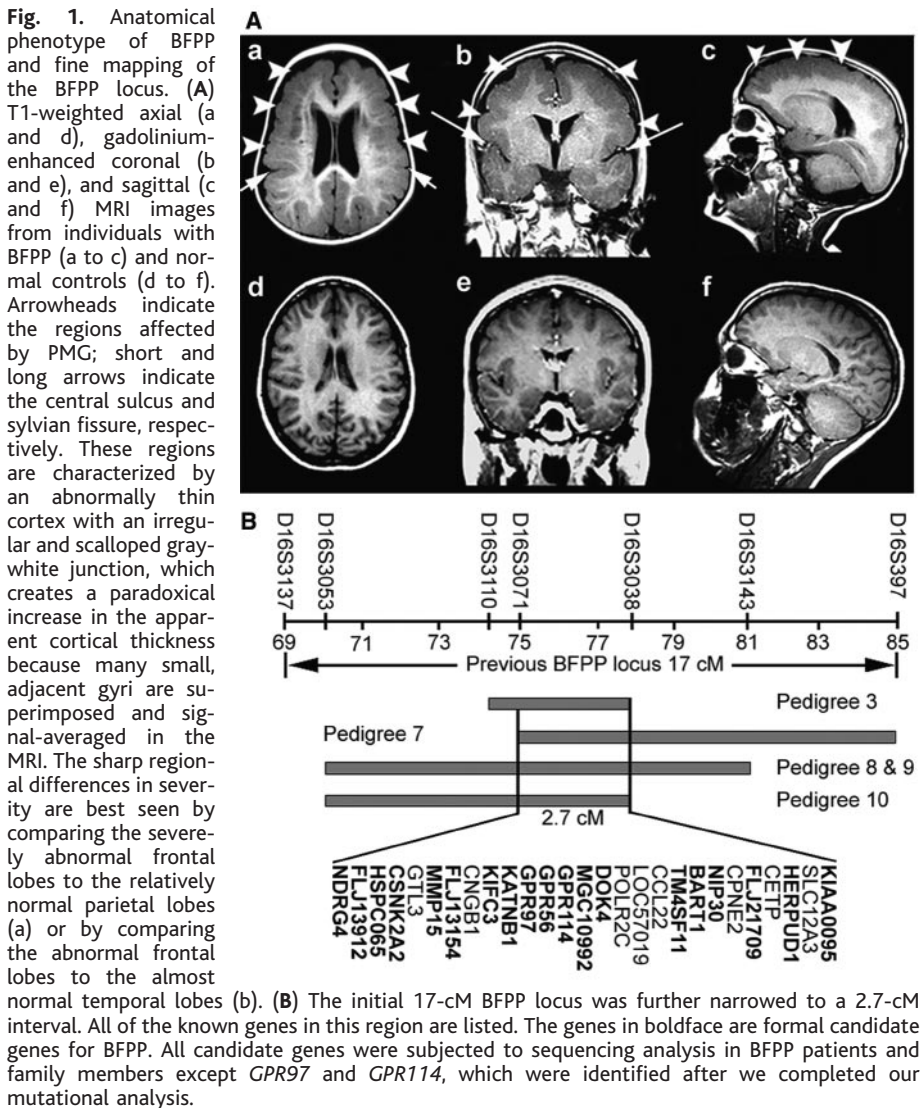 Fig. 1. Anatomical
phenotype of BFPP
and fine mapping of
the BFPP locus. (A)
T1-weighted axial (a
and d), gadolinium-
enhanced coronal (b
and e), and sagittal (c
and f) MRI images
from individuals with
BFPP (a to c) and nor-
mal controls (d to f).
Arrowheads indicate
the regions affected
by PMG; short and
long arrows indicate
the central sulcus and
sylvian fissure, respec-
tively. These regions
are characterized by
an abnormally thin
cortex with an irregu-
lar and scalloped gray-
white junction, which
creates a paradoxical
increase in the appar-
ent cortical thickness
because many small,
adjacent gyri are su-
perimposed and sig-
nal-averaged in the
MRI. The sharp region-
al differences in sever-
ity are best seen by
comparing the severe-
ly abnormal frontal
lobes to the relatively
normal parietal lobes
(a) or by comparing
the abnormal frontal
lobes to the almost
normal temporal lobes (b). (B) The initial 17-cM BFPP locus was further narrowed to a 2.7-cM
interval. All of the known genes in this region are listed. The genes in boldface are formal candidate
genes for BFPP. All candidate genes were subjected to sequencing analysis in BFPP patients and
family members except GPR97 and GPR114, which were identified after we completed our
mutational analysis.
A
a
b
c
d
e
f
B
D16S3137
D16S3053
D16S3110
D16S3071
D16S3038
D16S3143
D16S397
69 71 73 75 77 79 81 83 85
Previous BFPP locus 17 cM
Pedigree 3
Pedigree 7
Pedigree 8 & 9
Pedigree 10
2.7 cM
NDRG4
FLJ13912
HSPC065
CSNK2A2
GTL3
MMP15
FLJ13154
CNGB1
KIFC3
KATNB1
GPR97
GPR56
GPR114
MGC10992
DOK4
POLR2C
LOC57019
CCL22
TM4SF11
BART1
NIP30
CPNE2
FLJ21709
CETP
HERPUD1
SLC12A3
KIAA0095